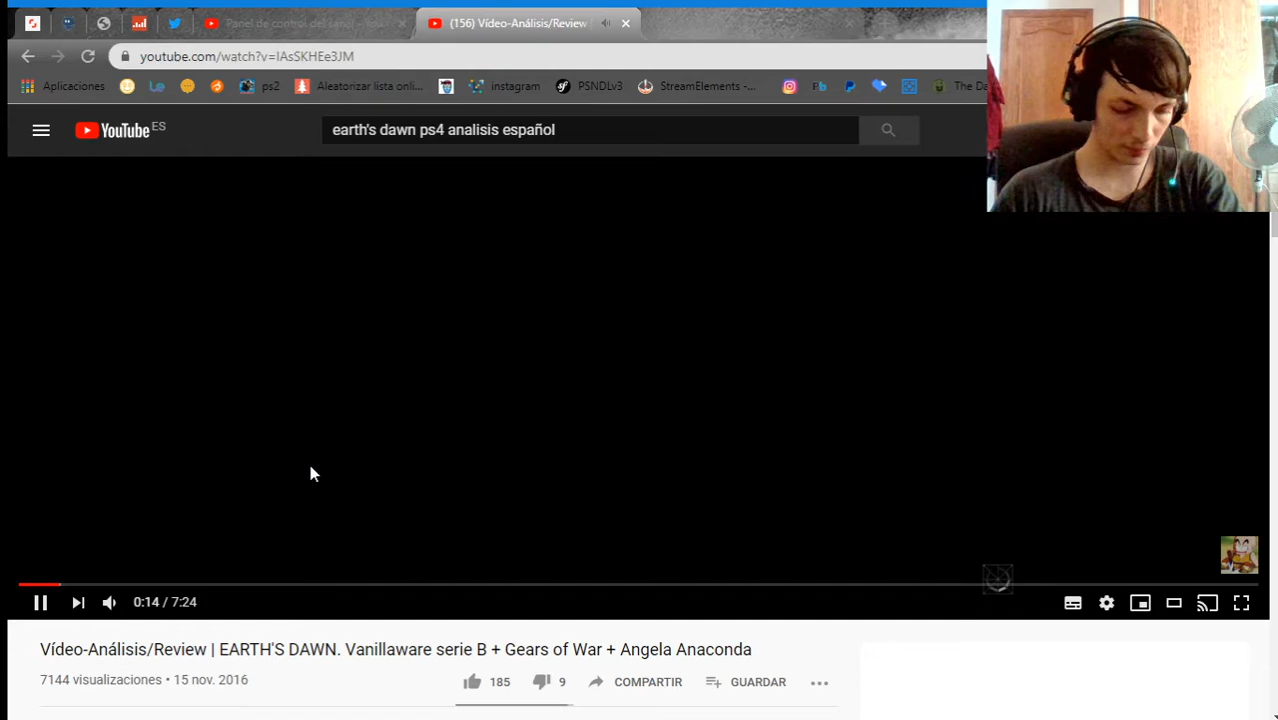 (156) Vídeo-Análisis/Review
youtube.com/watch?v=IAsSKHEe3JM
Aplicaciones
ps2
Aleatorizar lista onli...
instagram
PSNDLv3
StreamElements -...
Fb
The Da
YouTube ES
earth's dawn ps4 analisis español
0:14 / 7:24
Vídeo-Análisis/Review | EARTH'S DAWN. Vanillaware serie B + Gears of War + Angela Anaconda
7144 visualizaciones • 15 nov. 2016
185
9
COMPARTIR
GUARDAR